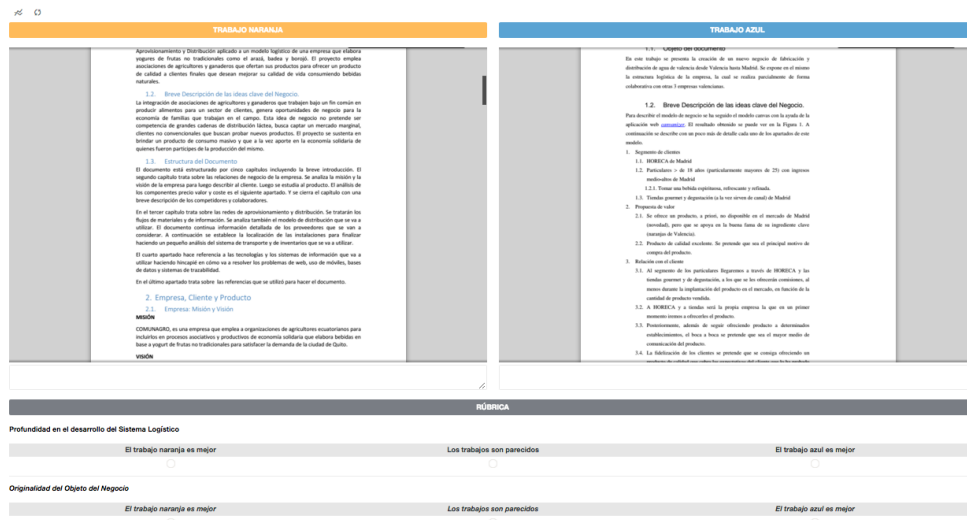 TRABAJO NARANJA
Aprovisionamiento y Distribución aplicado a un modelo logístico de una empresa que elabora
yogures de frutas no tradicionales como el arazá, badea y borojó. El proyecto emplea
asociaciones de agricultores y ganaderos que ofertan sus productos para ofrecer un producto
de calidad a clientes finales que desean mejorar su calidad de vida consumiendo bebidas
naturales.
1.2. Breve Descripción de las ideas clave del Negocio.
La integración de asociaciones de agricultores y ganaderos que trabajen bajo un fin común en
producir alimentos para un sector de clientes, genera oportunidades de negocio para la
economía de familias que trabajan en el campo. Esta idea de negocio no pretende ser
competencia de grandes cadenas de distribución láctea, busca captar un mercado marginal,
clientes no convencionales que buscan probar nuevos productos. El proyecto se sustenta en
brindar un producto de consumo masivo y que a la vez aporte en la economía solidaria de
quienes fueron partícipes de la producción del mismo.
1.3. Estructura del Documento
El documento está estructurado por cinco capítulos incluyendo la breve introducción. El
segundo capítulo trata sobre las relaciones de negocio de la empresa. Se analiza la misión y la
visión de la empresa para luego describir al cliente. Luego se estudia al producto. El análisis de
los componentes precio valor y coste es el siguiente apartado. Y se cierra el capítulo con una
breve descripción de los competidores y colaboradores.
En el tercer capítulo trata sobre las redes de aprovisionamiento y distribución. Se tratarán los
flujos de materiales y de información. Se analiza también el modelo de distribución que se va a
utilizar. El documento continua información detallada de los proveedores que se van a
considerar. A continuación se establece la localización de las instalaciones para finalizar
haciendo un pequeño análisis del sistema de transporte y de inventarios que se va a utilizar.
El cuarto apartado hace referencia a las tecnologías y los sistemas de información que va a
utilizar haciendo hincapié en cómo va a resolver los problemas de web, uso de móviles, bases
de datos y sistemas de trazabilidad.
En el último apartado trata sobre las referencias que se utilizó para hacer el documento.
2. Empresa, Cliente y Producto
2.1. Empresa: Misión y Visión
MISIÓN
COMUNAGRO, es una empresa que emplea a organizaciones de agricultores ecuatorianos para
incluirlos en procesos asociativos y productivos de economía solidaria que elabora bebidas en
base a yogurt de frutas no tradicionales para satisfacer la demanda de la ciudad de Quito.
VISIÓN
TRABAJO AZUL
1.1. Objeto del documento
En este trabajo se presenta la creación de un nuevo negocio de fabricación y
distribución de agua de valencia desde Valencia hasta Madrid. Se expone en el mismo
la estructura logística de la empresa, la cual se realiza parcialmente de forma
colaborativa con otras 3 empresas valencianas.
1.2. Breve Descripción de las ideas clave del Negocio.
Para describir el modelo de negocio se ha seguido el modelo canvas con la ayuda de la
aplicación web canvanizer. El resultado obtenido se puede ver en la Figura 1. A
continuación se describe con un poco más de detalle cada uno de los apartados de este
modelo.
1. Segmento de clientes
1.1. HORECA de Madrid
1.2. Particulares > de 18 años (particularmente mayores de 25) con ingresos
medioaltos de Madrid
1.2.1. Tomar una bebida espirituosa, refrescante y refinada.
1.3. Tiendas gourmet y degustación (a la vez sirven de canal) de Madrid
2. Propuesta de valor
2.1. Se ofrece un producto, a priori, no disponible en el mercado de Madrid
(novedad), pero que se apoya en la buena fama de su ingrediente clave
(naranjas de Valencia).
2.2. Producto de calidad excelente. Se pretende que sea el principal motivo de
compra del producto.
3. Relación con el cliente
3.1. Al segmento de los particulares llegaremos a través de HORECA y las
tiendas gourmet y degustación, a los que se les ofrecerán comisiones, al
menos durante la implantación del producto en el mercado, en función de la
cantidad de producto vendida.
3.2. A HORECA y a tiendas será la propia empresa la que en un primer
momento iremos a ofrecerles el producto.
3.3. Posteriormente, además de seguir ofreciendo producto a determinados
establecimientos, el boca a boca se pretende que sea el mayor medio de
comunicación del producto.
3.4. La fidelización de los clientes se pretende que se consiga ofreciendo un
RÚBRICA
Profundidad en el desarrollo del Sistema Logístico
El trabajo naranja es mejor
Los trabajos son parecidos
El trabajo azul es mejor
Originalidad del Objeto del Negocio
El trabajo naranja es mejor
Los trabajos son parecidos
El trabajo azul es mejor